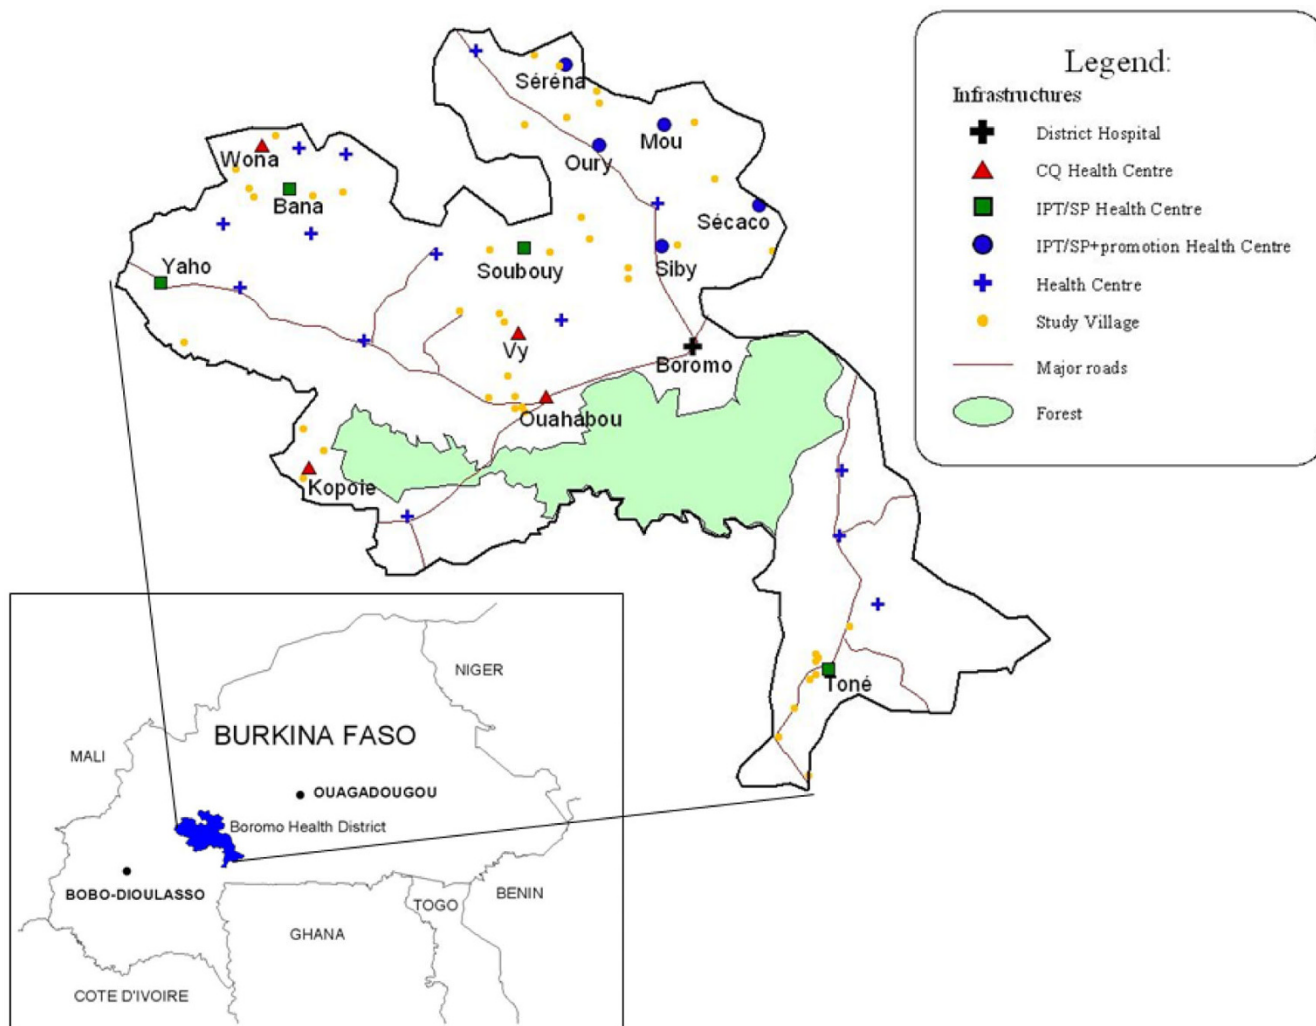 Legend:
Infrastructures
District Hospital
CQ Health Centre
IPT/SP Health Centre
IPT/SP+promotion Health Centre
Health Centre
Study Village
Major roads
Forest
Séréna
Mou
Oury
Wona
Bana
Sécaco
Yaho
Soubouy
Siby
Vy
Boromo
Ouahabou
Kopoie
Toné
NIGER
BURKINA FASO
MALI
OUAGADOUGOU
Boromo Health District
BOBO-DIOULASSO
BENIN
TOGO
GHANA
COTE D'IVOIRE